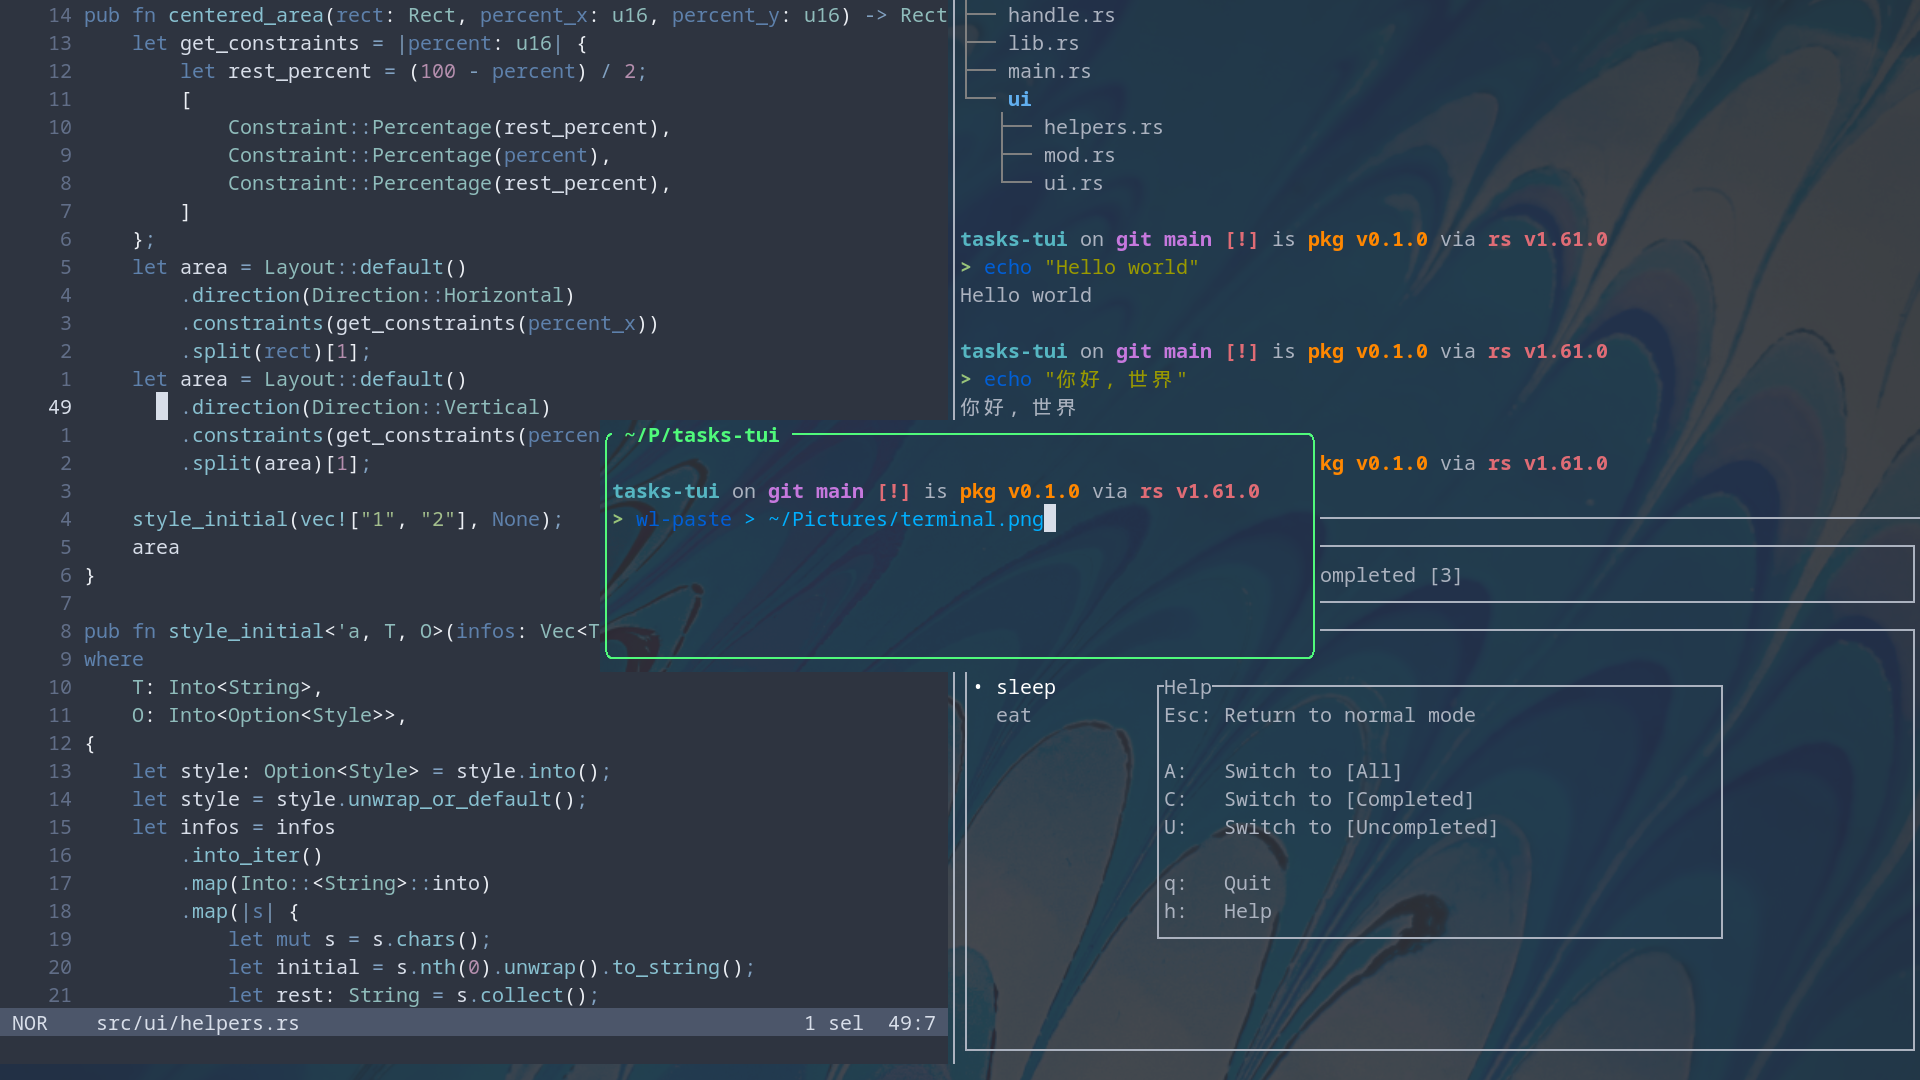 14 pub fn centered_area(rect: Rect, percent_x: u16, percent_y: u16) -> Rect
13     let get_constraints = |percent: u16| {
12         let rest_percent = (100 - percent) / 2;
11         [
10             Constraint::Percentage(rest_percent),
9             Constraint::Percentage(percent),
8             Constraint::Percentage(rest_percent),
7         ]
6     };
5     let area = Layout::default()
4         .direction(Direction::Horizontal)
3         .constraints(get_constraints(percent_x))
2         .split(rect)[1];
1     let area = Layout::default()
49         .direction(Direction::Vertical)
1         .constraints(get_constraints(percen
2         .split(area)[1];
3
4     style_initial(vec!["1", "2"], None);
5     area
6 }
7
8 pub fn style_initial<'a, T, O>(infos: Vec<T
9 where
10     T: Into<String>,
11     O: Into<Option<Style>>,
12 {
13     let style: Option<Style> = style.into();
14     let style = style.unwrap_or_default();
15     let infos = infos
16         .into_iter()
17         .map(Into::<String>::into)
18         .map(|s| {
19             let mut s = s.chars();
20             let initial = s.nth(0).unwrap().to_string();
21             let rest: String = s.collect();
NOR    src/ui/helpers.rs    1 sel  49:7
├── handle.rs
├── lib.rs
├── main.rs
└── ui
    ├── helpers.rs
    ├── mod.rs
    └── ui.rs
tasks-tui on git main [!] is pkg v0.1.0 via rs v1.61.0
> echo "Hello world"
Hello world
tasks-tui on git main [!] is pkg v0.1.0 via rs v1.61.0
> echo "你好，世界"
你好，世界
kg v0.1.0 via rs v1.61.0
~/P/tasks-tui
tasks-tui on git main [!] is pkg v0.1.0 via rs v1.61.0
> wl-paste > ~/Pictures/terminal.png
ompleted [3]
• sleep
eat
Help
Esc: Return to normal mode
A:   Switch to [All]
C:   Switch to [Completed]
U:   Switch to [Uncompleted]
q:   Quit
h:   Help